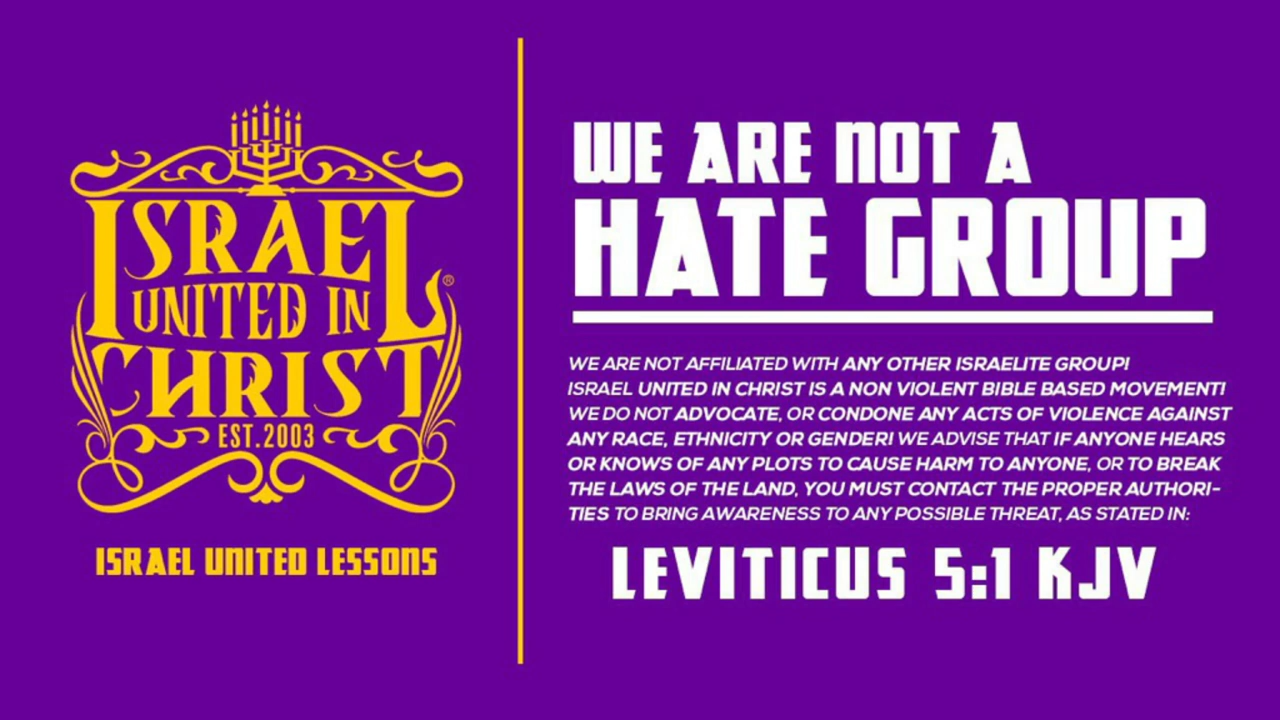 ISRAEL
UNITED IN
CHRIST
EST.2003
®
ISRAEL UNITED LESSONS
WE ARE NOT A
HATE GROUP
WE ARE NOT AFFILIATED WITH ANY OTHER ISRAELITE GROUP!
ISRAEL UNITED IN CHRIST IS A NON VIOLENT BIBLE BASED MOVEMENT!
WE DO NOT ADVOCATE, OR CONDONE ANY ACTS OF VIOLENCE AGAINST
ANY RACE, ETHNICITY OR GENDER! WE ADVISE THAT IF ANYONE HEARS
OR KNOWS OF ANY PLOTS TO CAUSE HARM TO ANYONE, OR TO BREAK
THE LAWS OF THE LAND, YOU MUST CONTACT THE PROPER AUTHORI-
TIES TO BRING AWARENESS TO ANY POSSIBLE THREAT, AS STATED IN:
LEVITICUS 5:1 KJV